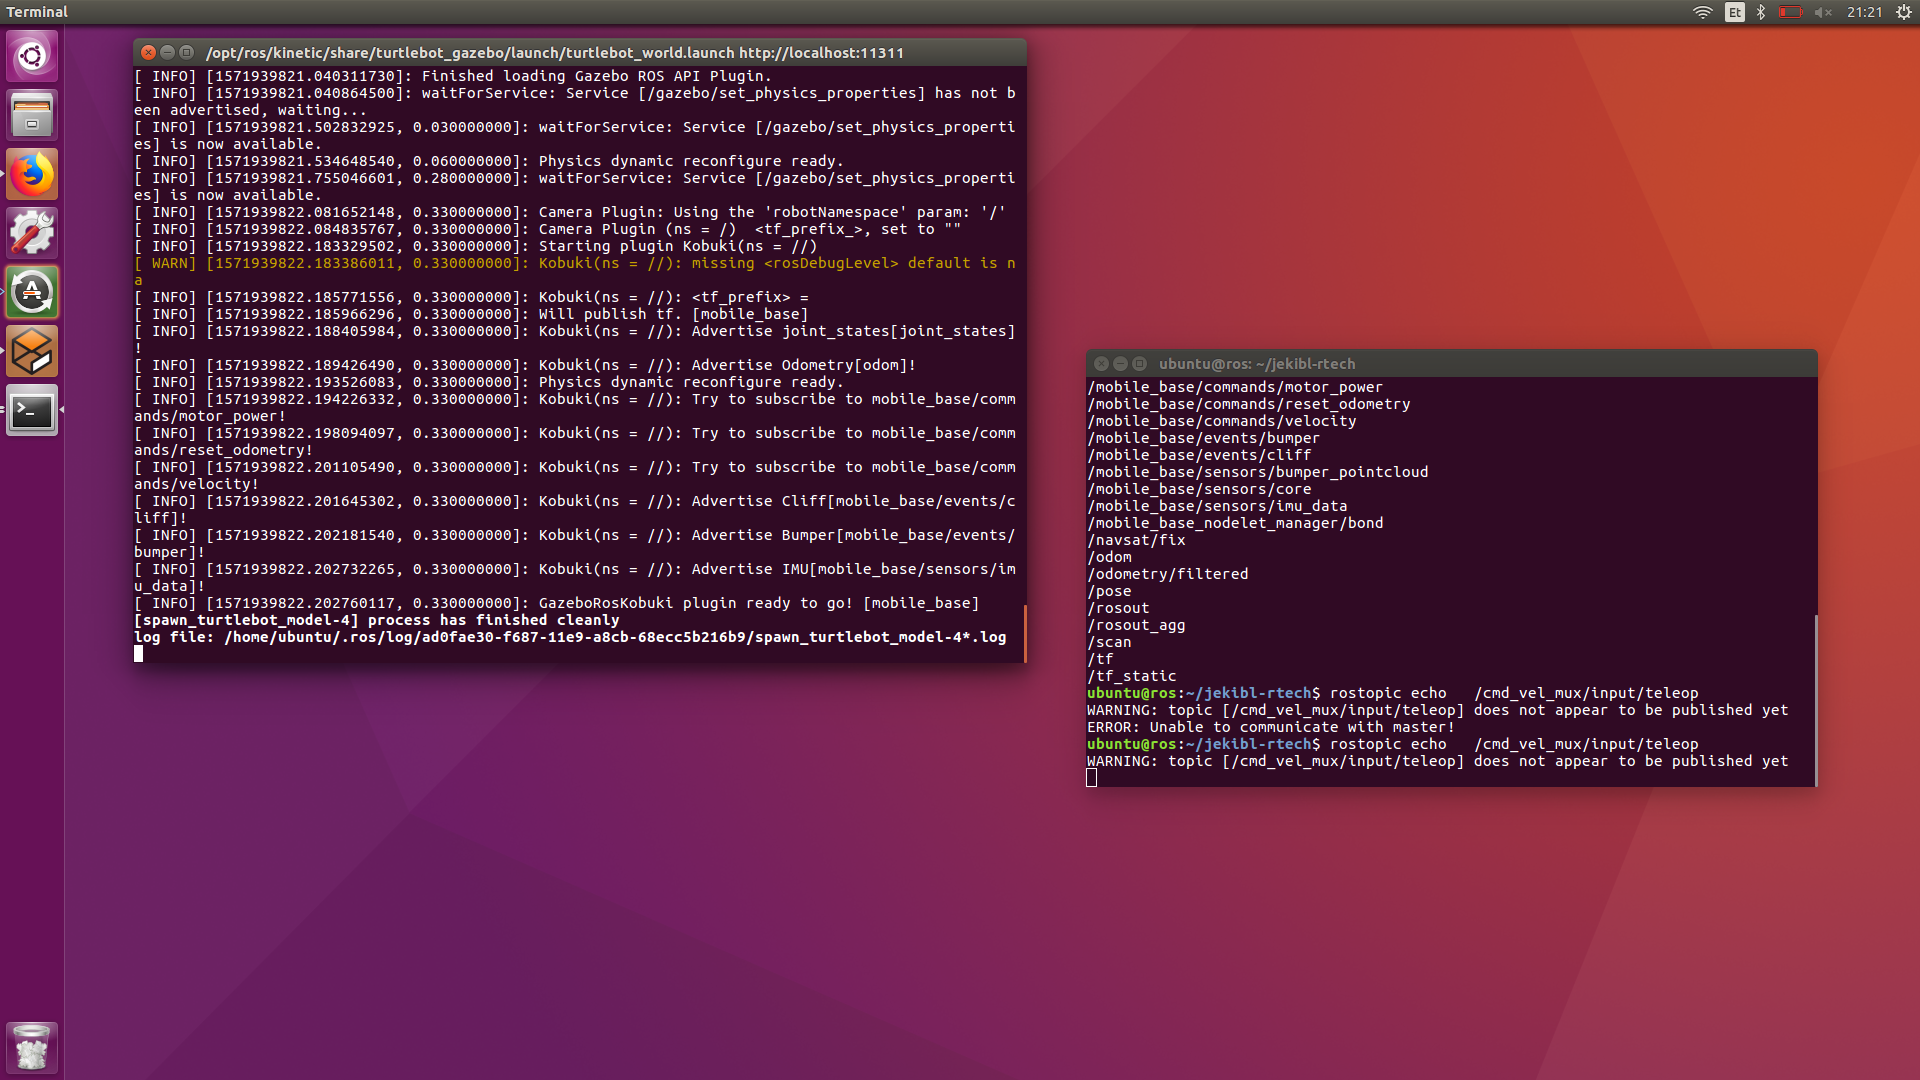 Terminal
Et
21:21
/opt/ros/kinetic/share/turtlebot_gazebo/launch/turtlebot_world.launch http://localhost:11311
[ INFO] [1571939821.040311730]: Finished loading Gazebo ROS API Plugin.
[ INFO] [1571939821.040864500]: waitForService: Service [/gazebo/set_physics_properties] has not b
een advertised, waiting...
[ INFO] [1571939821.502832925, 0.030000000]: waitForService: Service [/gazebo/set_physics_properti
es] is now available.
[ INFO] [1571939821.534648540, 0.060000000]: Physics dynamic reconfigure ready.
[ INFO] [1571939821.755046601, 0.280000000]: waitForService: Service [/gazebo/set_physics_properti
es] is now available.
[ INFO] [1571939822.081652148, 0.330000000]: Camera Plugin: Using the 'robotNamespace' param: '/'
[ INFO] [1571939822.084835767, 0.330000000]: Camera Plugin (ns = /)  <tf_prefix_>, set to ""
[ INFO] [1571939822.183329502, 0.330000000]: Starting plugin Kobuki(ns = //)
[ WARN] [1571939822.183386011, 0.330000000]: Kobuki(ns = //): missing <rosDebugLevel> default is n
a
[ INFO] [1571939822.185771556, 0.330000000]: Kobuki(ns = //): <tf_prefix> =
[ INFO] [1571939822.185966296, 0.330000000]: Will publish tf. [mobile_base]
[ INFO] [1571939822.188405984, 0.330000000]: Kobuki(ns = //): Advertise joint_states[joint_states]
!
[ INFO] [1571939822.189426490, 0.330000000]: Kobuki(ns = //): Advertise Odometry[odom]!
[ INFO] [1571939822.193526083, 0.330000000]: Physics dynamic reconfigure ready.
[ INFO] [1571939822.194226332, 0.330000000]: Kobuki(ns = //): Try to subscribe to mobile_base/comm
ands/motor_power!
[ INFO] [1571939822.198094097, 0.330000000]: Kobuki(ns = //): Try to subscribe to mobile_base/comm
ands/reset_odometry!
[ INFO] [1571939822.201105490, 0.330000000]: Kobuki(ns = //): Try to subscribe to mobile_base/comm
ands/velocity!
[ INFO] [1571939822.201645302, 0.330000000]: Kobuki(ns = //): Advertise Cliff[mobile_base/events/c
liff]!
[ INFO] [1571939822.202181540, 0.330000000]: Kobuki(ns = //): Advertise Bumper[mobile_base/events/
bumper]!
[ INFO] [1571939822.202732265, 0.330000000]: Kobuki(ns = //): Advertise IMU[mobile_base/sensors/im
u_data]!
[ INFO] [1571939822.202760117, 0.330000000]: GazeboRosKobuki plugin ready to go! [mobile_base]
[spawn_turtlebot_model-4] process has finished cleanly
log file: /home/ubuntu/.ros/log/ad0fae30-f687-11e9-a8cb-68ecc5b216b9/spawn_turtlebot_model-4*.log
ubuntu@ros: ~/jekibl-rtech
/mobile_base/commands/motor_power
/mobile_base/commands/reset_odometry
/mobile_base/commands/velocity
/mobile_base/events/bumper
/mobile_base/events/cliff
/mobile_base/sensors/bumper_pointcloud
/mobile_base/sensors/core
/mobile_base/sensors/imu_data
/mobile_base_nodelet_manager/bond
/navsat/fix
/odom
/odometry/filtered
/pose
/rosout
/rosout_agg
/scan
/tf
/tf_static
ubuntu@ros:~/jekibl-rtech$ rostopic echo   /cmd_vel_mux/input/teleop
WARNING: topic [/cmd_vel_mux/input/teleop] does not appear to be published yet
ERROR: Unable to communicate with master!
ubuntu@ros:~/jekibl-rtech$ rostopic echo   /cmd_vel_mux/input/teleop
WARNING: topic [/cmd_vel_mux/input/teleop] does not appear to be published yet